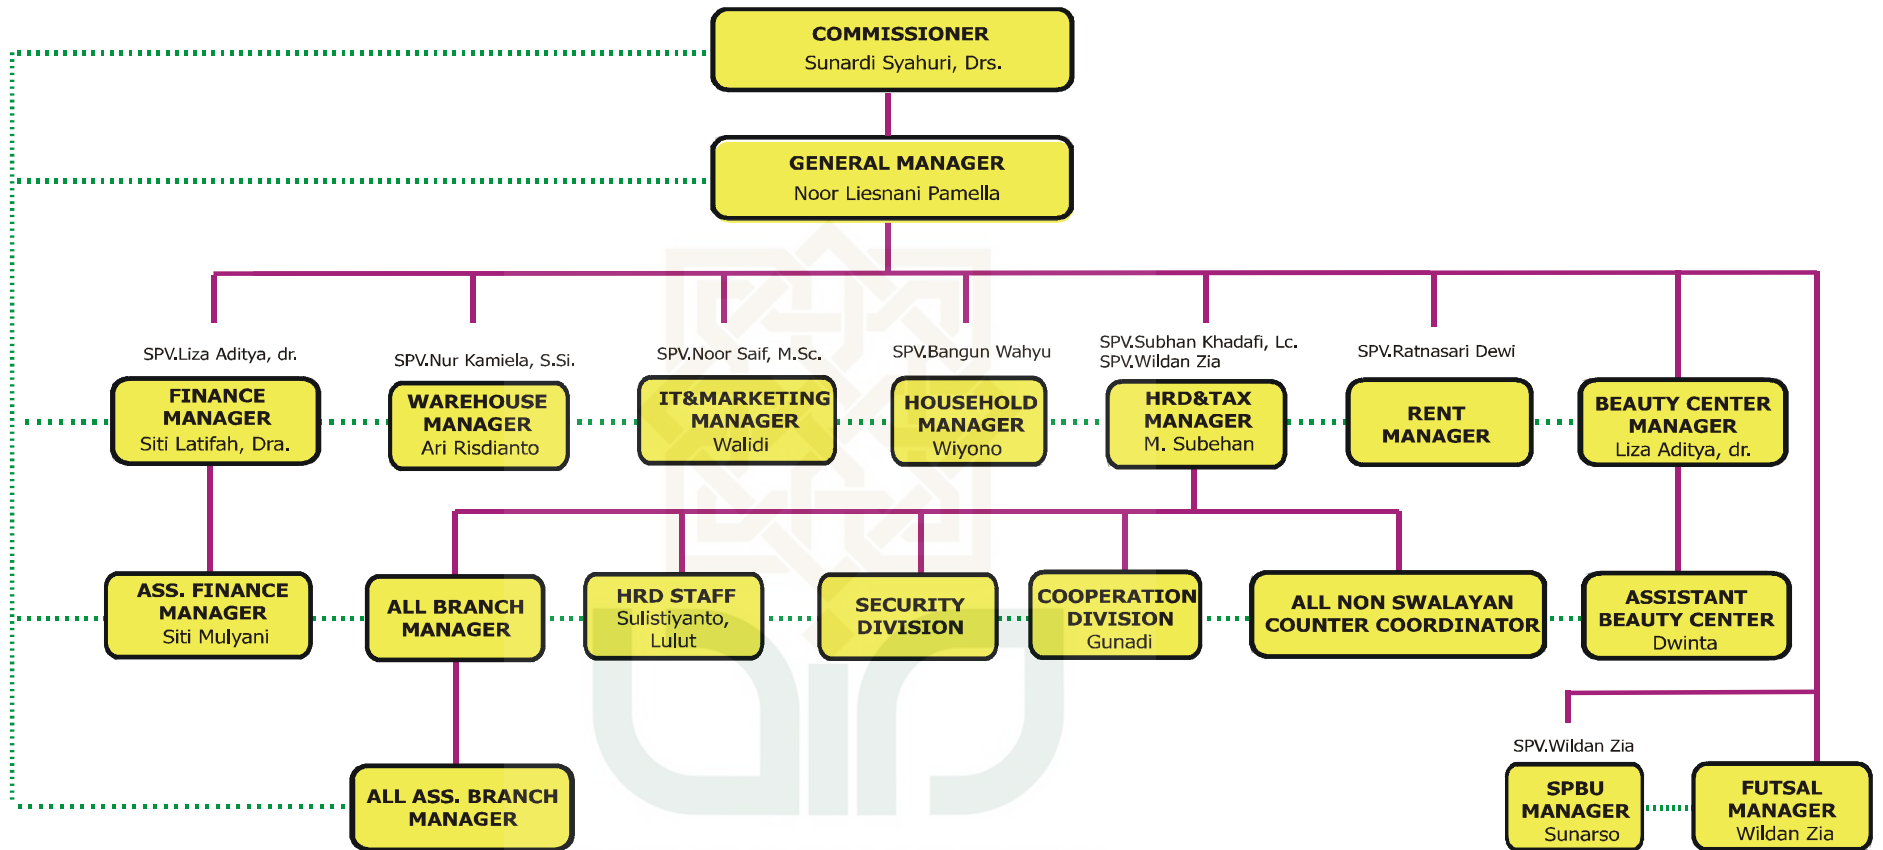 COMMISSIONER
Sunardi Syahuri, Drs.
GENERAL MANAGER
Noor Liesnani Pamella
SPV.Liza Aditya, dr.
FINANCE
MANAGER
Siti Latifah, Dra.
SPV.Nur Kamiela, S.Si.
WAREHOUSE
MANAGER
Ari Risdianto
SPV.Noor Saif, M.Sc.
IT&MARKETING
MANAGER
Walidi
SPV.Bangun Wahyu
HOUSEHOLD
MANAGER
Wiyono
SPV.Subhan Khadafi, Lc.
SPV.Wildan Zia
HRD&TAX
MANAGER
M. Subehan
SPV.Ratnasari Dewi
RENT
MANAGER
BEAUTY CENTER
MANAGER
Liza Aditya, dr.
ASS. FINANCE
MANAGER
Siti Mulyani
ALL BRANCH
MANAGER
HRD STAFF
Sulistiyanto,
Lulut
SECURITY
DIVISION
COOPERATION
DIVISION
Gunadi
ALL NON SWALAYAN
COUNTER COORDINATOR
ASSISTANT
BEAUTY CENTER
Dwinta
ALL ASS. BRANCH
MANAGER
SPV.Wildan Zia
SPBU
MANAGER
Sunarso
FUTSAL
MANAGER
Wildan Zia